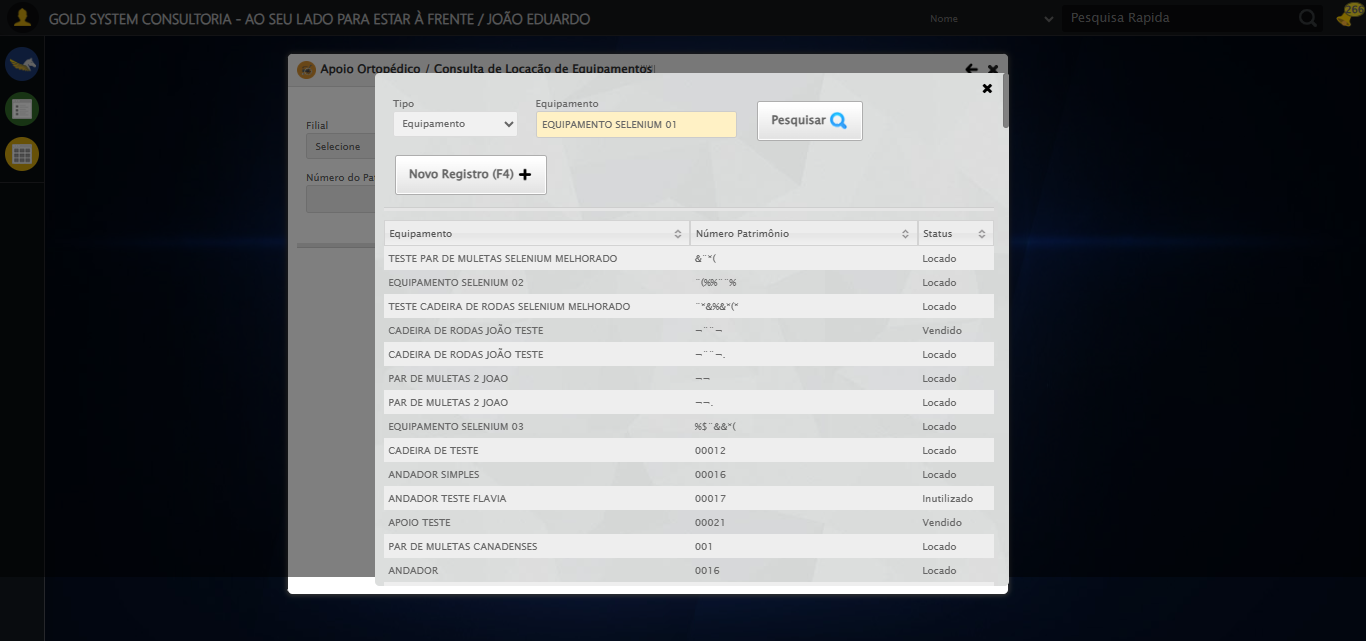 GOLD SYSTEM CONSULTORIA - AO SEU LADO PARA ESTAR À FRENTE / JOÃO EDUARDO
Nome
Pesquisa Rapida
266
Apoio Ortopédico / Consulta de Locação de Equipamentos
Filial
Selecione
Número do Pat
Tipo
Equipamento
Equipamento
EQUIPAMENTO SELENIUM 01
Pesquisar
Novo Registro (F4)
Equipamento Número Patrimônio Status
TESTE PAR DE MULETAS SELENIUM MELHORADO &¨*( Locado
EQUIPAMENTO SELENIUM 02 ¨(%%¨¨% Locado
TESTE CADEIRA DE RODAS SELENIUM MELHORADO ¨*&%&*(* Locado
CADEIRA DE RODAS JOÃO TESTE ¬¨¨¬ Vendido
CADEIRA DE RODAS JOÃO TESTE ¬¨¨¬. Locado
PAR DE MULETAS 2 JOAO ¬¬ Locado
PAR DE MULETAS 2 JOAO ¬¬. Locado
EQUIPAMENTO SELENIUM 03 %$¨&&*( Locado
CADEIRA DE TESTE 00012 Locado
ANDADOR SIMPLES 00016 Locado
ANDADOR TESTE FLAVIA 00017 Inutilizado
APOIO TESTE 00021 Vendido
PAR DE MULETAS CANADENSES 001 Locado
ANDADOR 0016 Locado